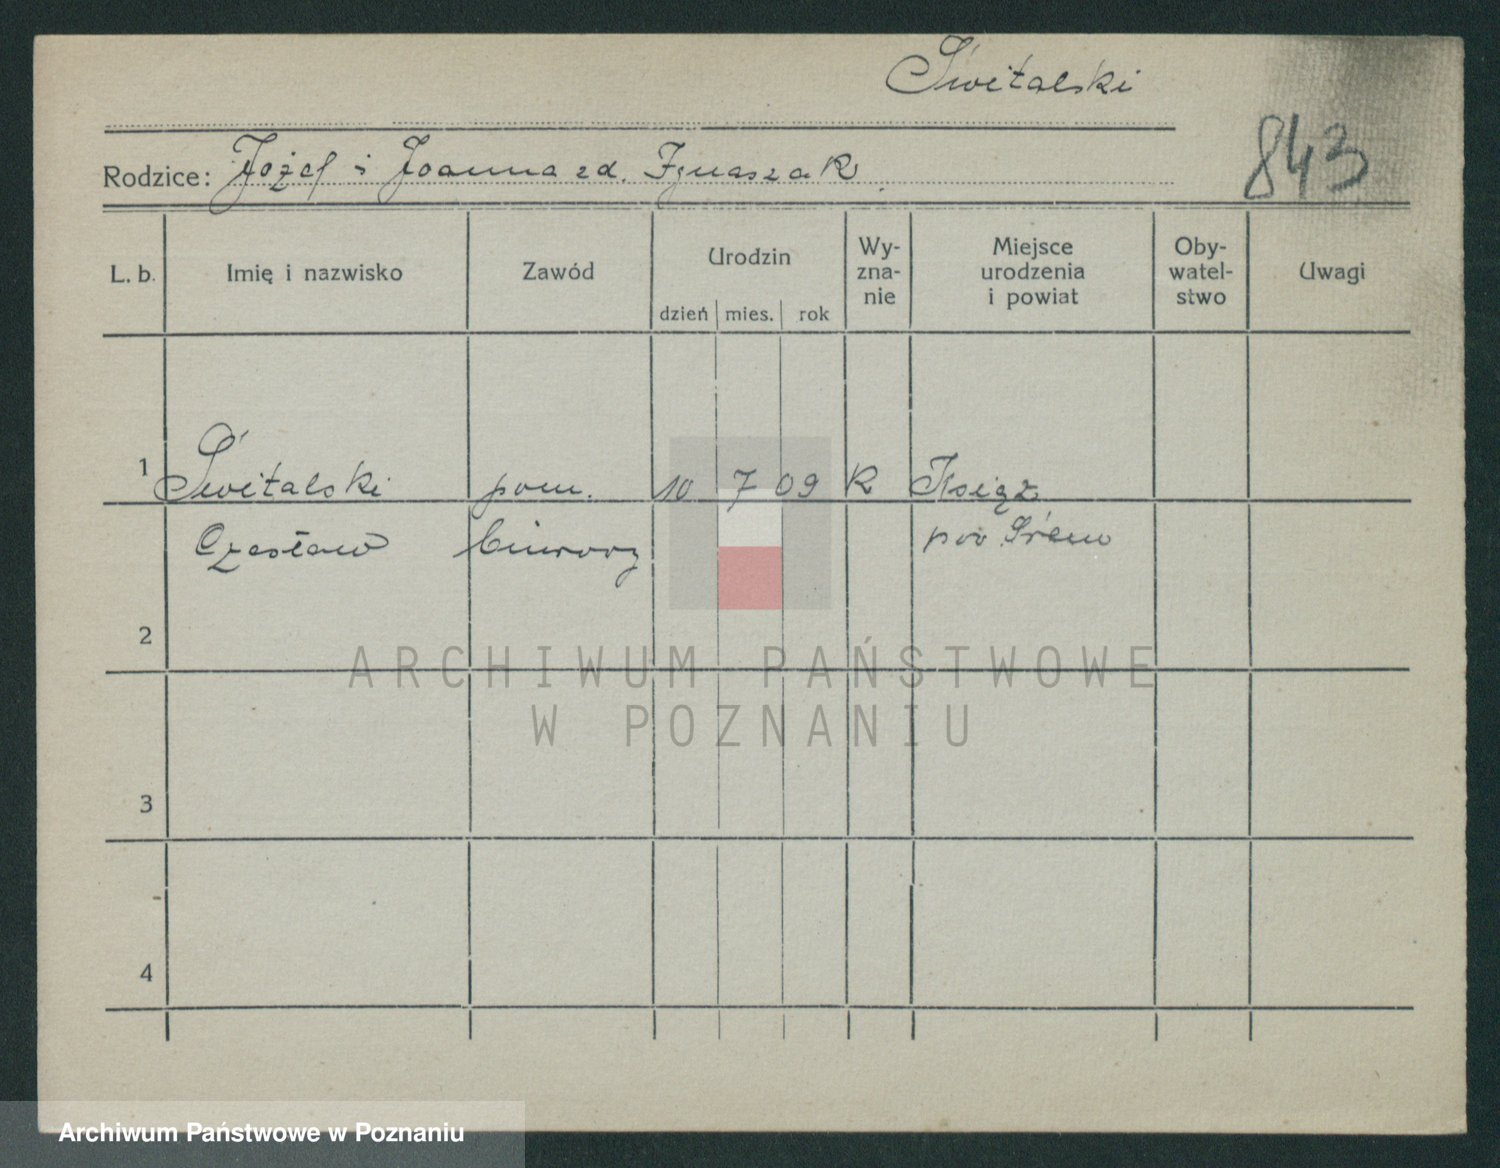 Świtalski
843
Rodzice: Józef i Joanna zd. Ignaszak
L. b. Imię i nazwisko Zawód Urodzin Wy- Miejsce Oby- Uwagi
zna- urodzenia watel-
dzień mies. rok nie i powiat stwo
1 Świtalski pom. 10 7 09 R Książ
Czesław biurowy pow Śrem
2
ARCHIWUM PAŃSTWOWE
W POZNANIU
3
4
Archiwum Państwowe w Poznaniu